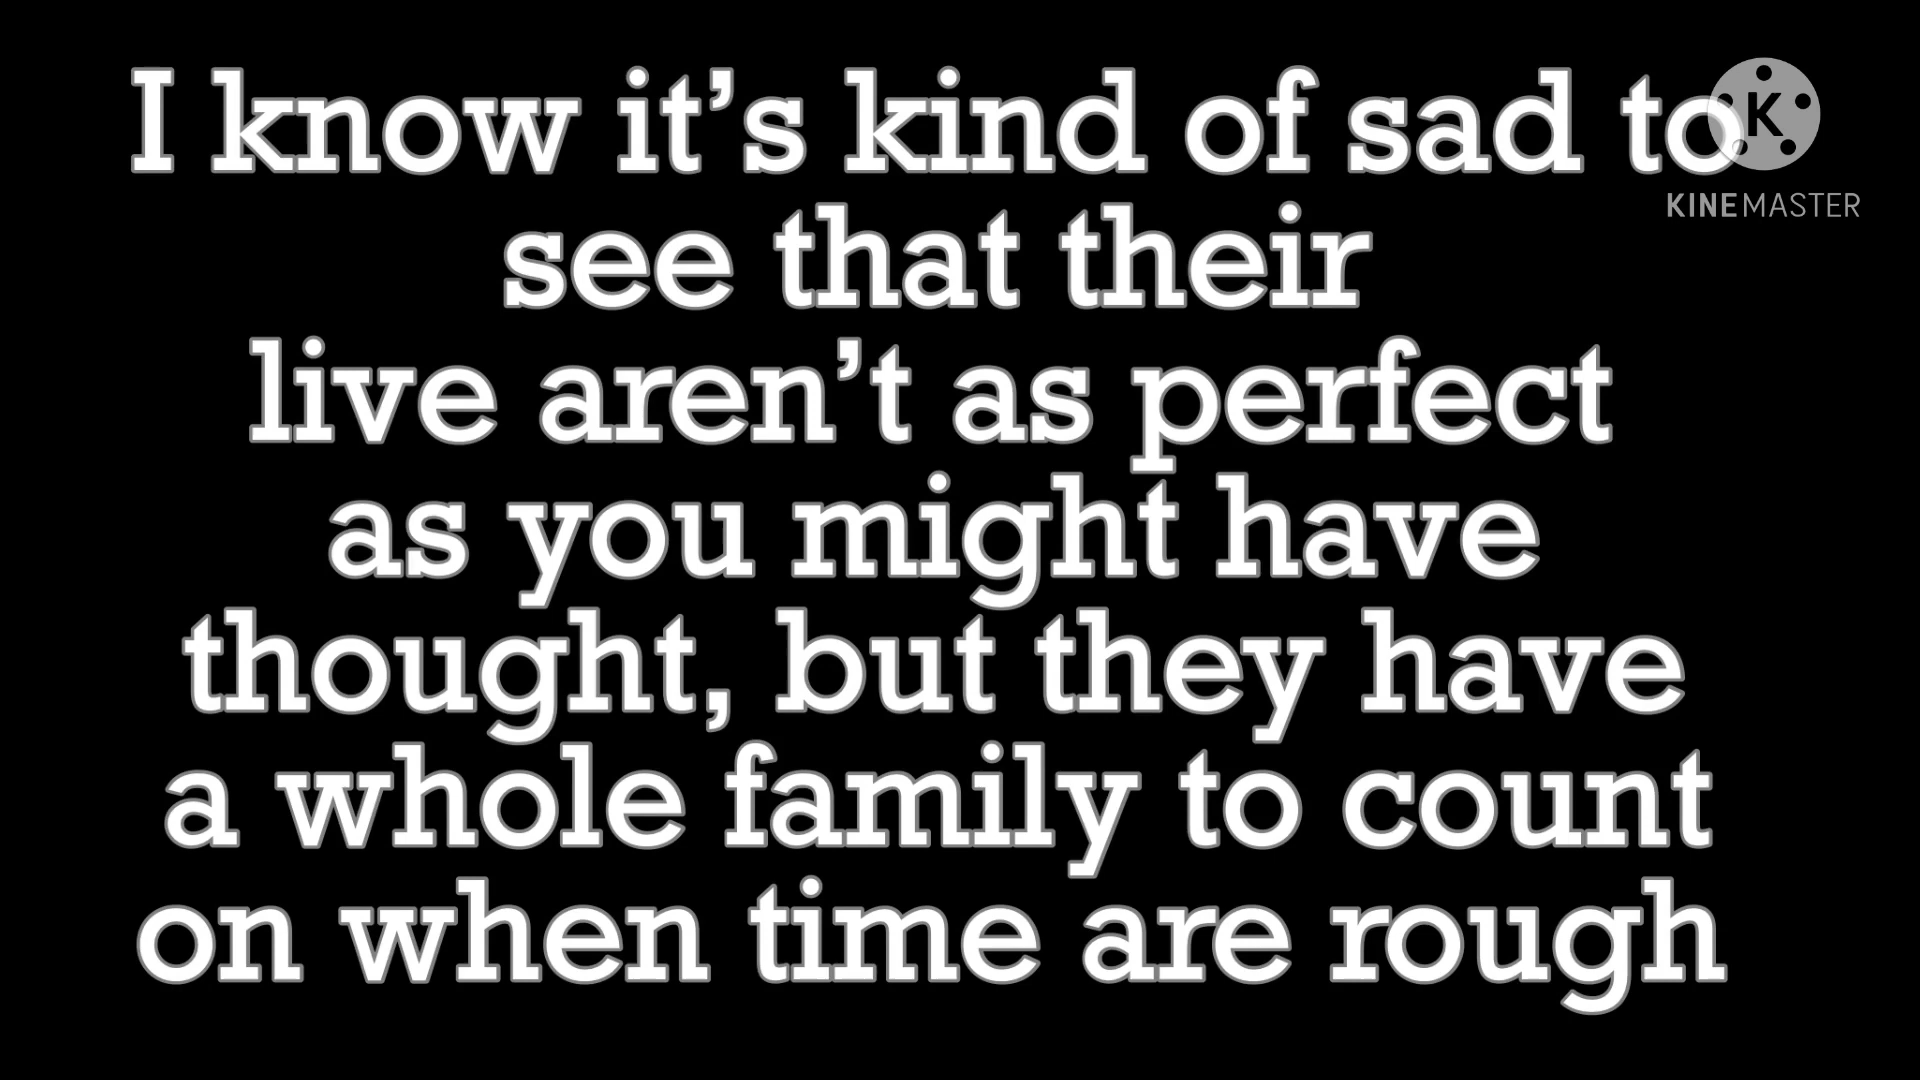 I know it’s kind of sad to
see that their
live aren’t as perfect
as you might have
thought, but they have
a whole family to count
on when time are rough
K
KINEMASTER